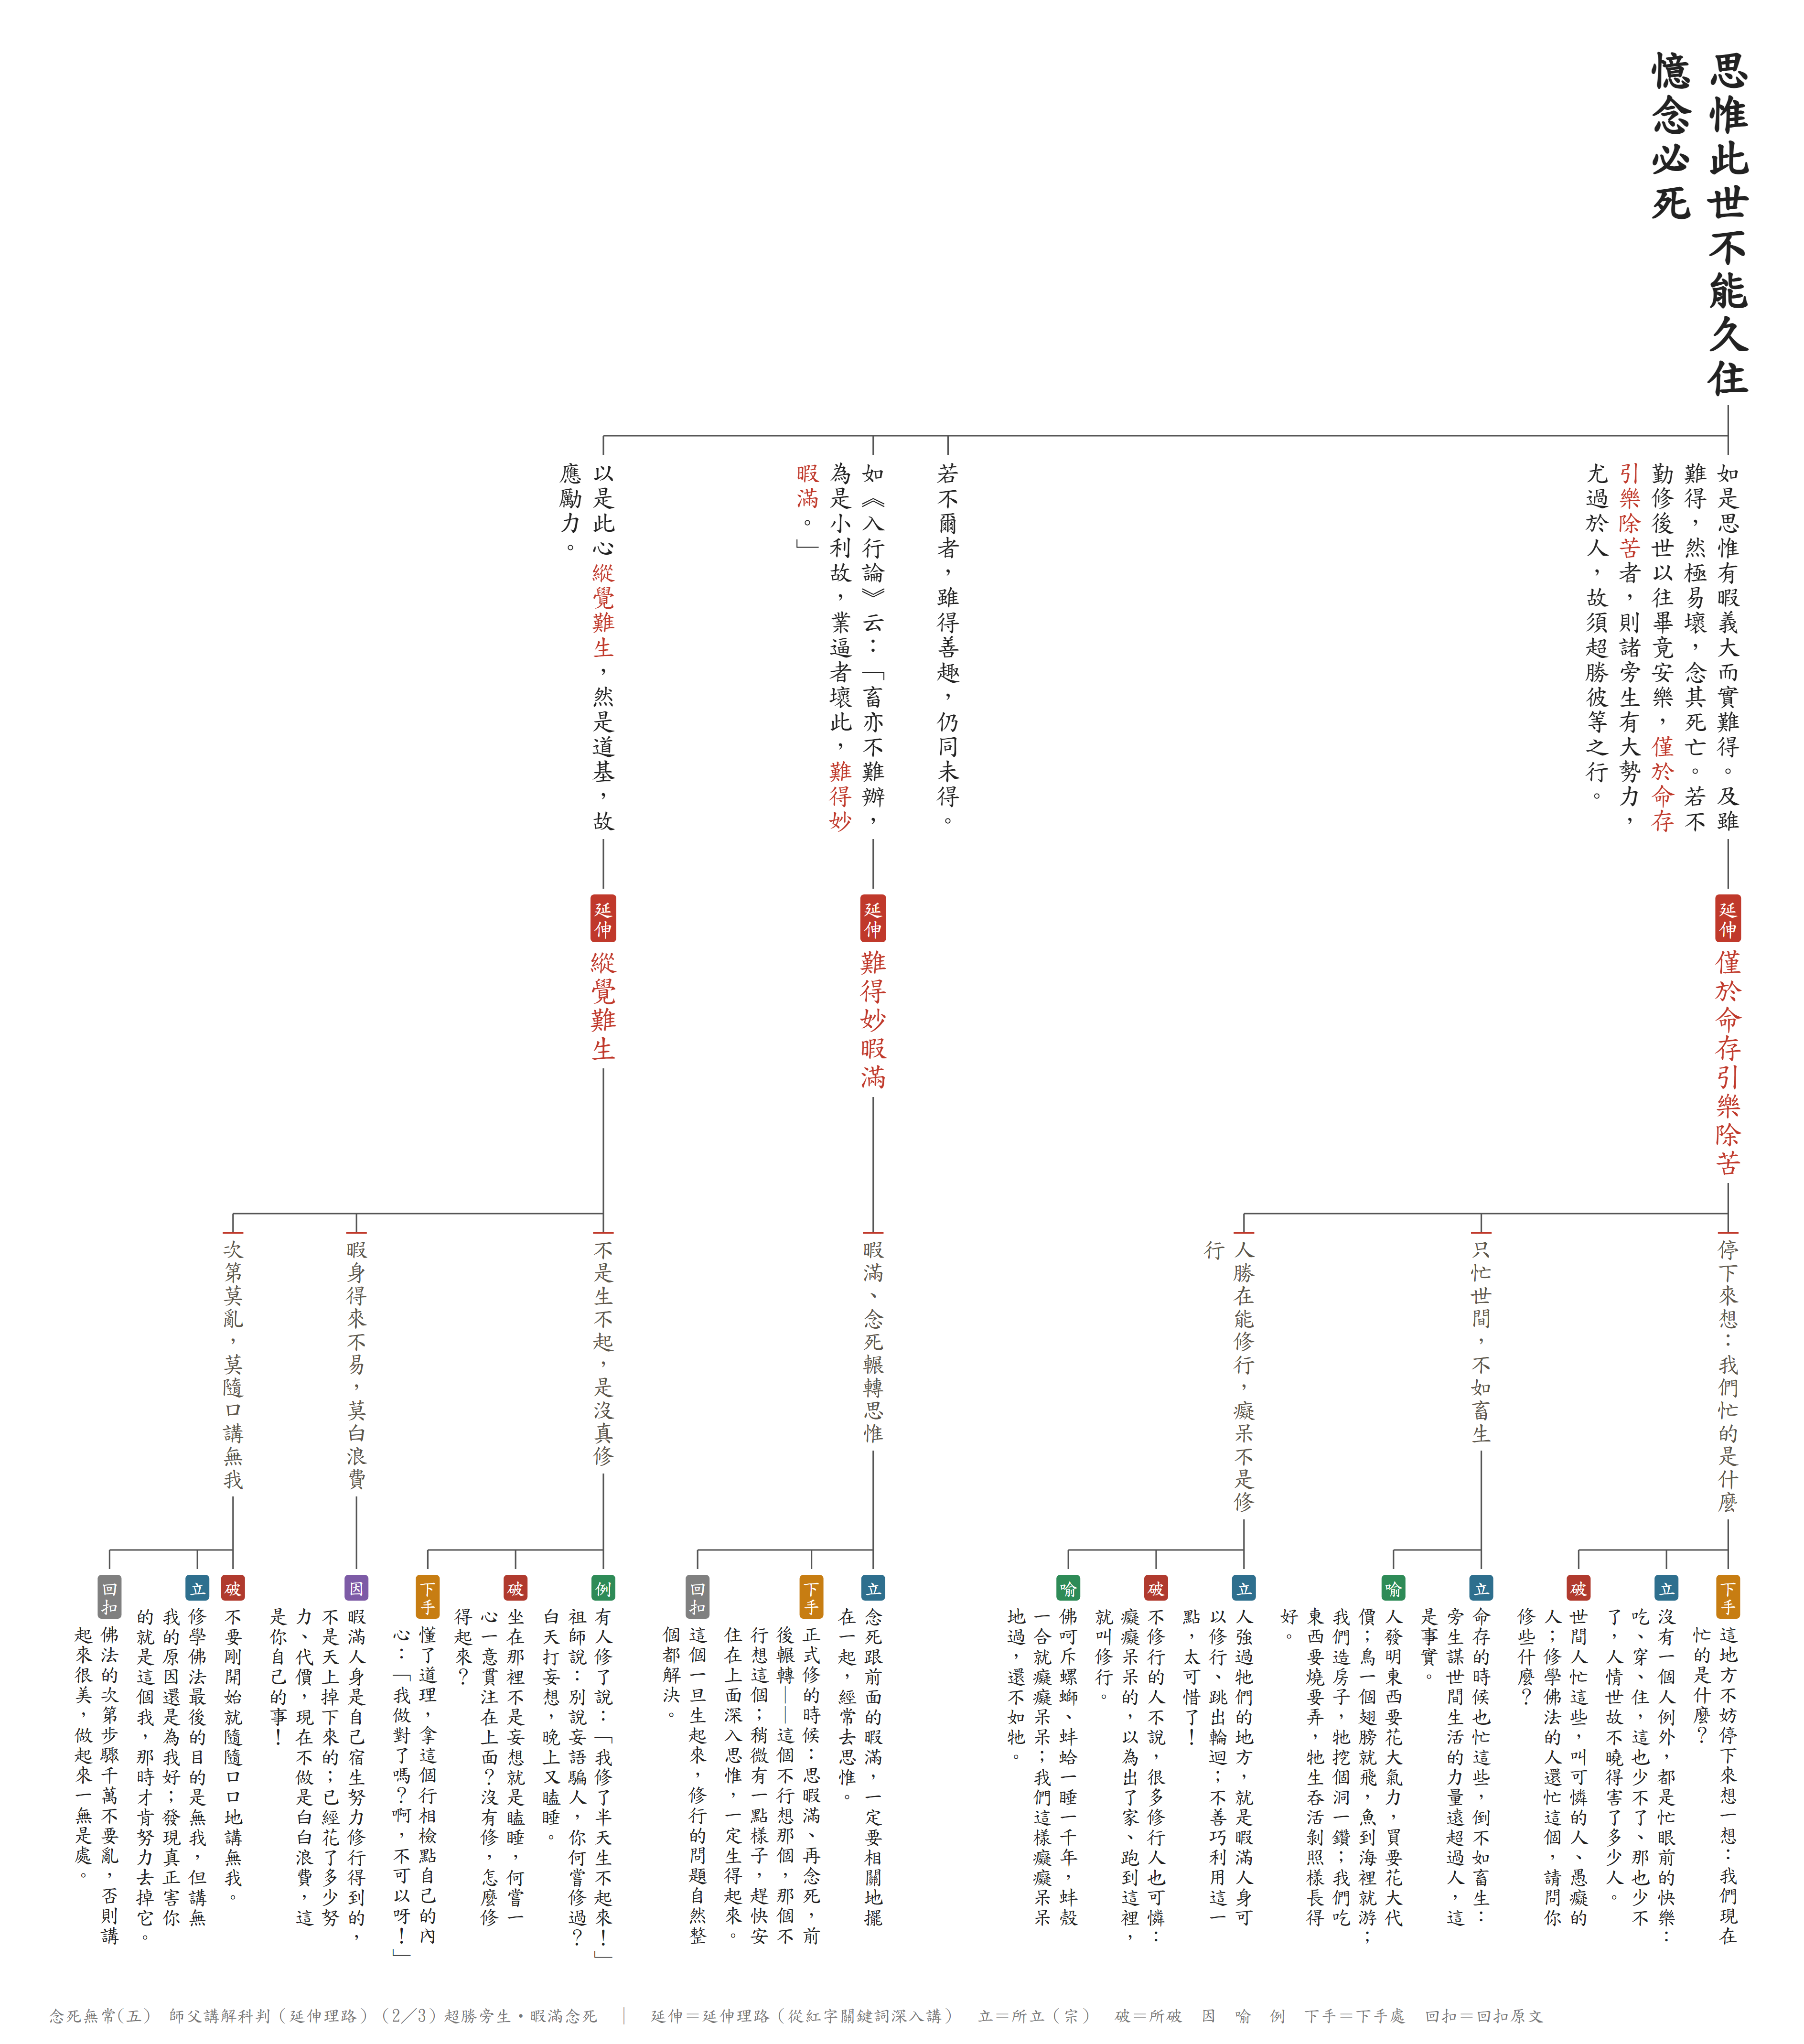 思惟此世不能久住
憶念必死
如是思惟有暇義大而實難得。及雖
難得，然極易壞，念其死亡。若不
勤修後世以往畢竟安樂，僅於命存
引樂除苦者，則諸旁生有大勢力，
尤過於人，故須超勝彼等之行。
若不爾者，雖得善趣，仍同未得。
如《入行論》云：「畜亦不難辦，
為是小利故，業逼者壞此，難得妙
暇滿。」
以是此心縱覺難生，然是道基，故
應勵力。
延伸
僅於命存引樂除苦
延伸
難得妙暇滿
延伸
縱覺難生
停下來想：我們忙的是什麼
只忙世間，不如畜生
人勝在能修行，癡呆不是修
行
暇滿、念死輾轉思惟
不是生不起，是沒真修
暇身得來不易，莫白浪費
次第莫亂，莫隨口講無我
下手
這地方不妨停下來想一想：我們現在
忙的是什麼？
立
沒有一個人例外，都是忙眼前的快樂：
吃、穿、住，這也少不了、那也少不
了，人情世故不曉得害了多少人。
破
世間人忙這些，叫可憐的人、愚癡的
人；修學佛法的人還忙這個，請問你
修些什麼？
立
命存的時候也忙這些，倒不如畜生：
旁生謀世間生活的力量遠超過人，這
是事實。
喻
人發明東西要花大氣力，買要花大代
價；鳥一個翅膀就飛，魚到海裡就游；
我們造房子，牠挖個洞一鑽；我們吃
東西要燒要弄，牠生吞活剝照樣長得
好。
立
人強過牠們的地方，就是暇滿人身可
以修行、跳出輪迴；不善巧利用這一
點，太可惜了！
破
不修行的人不說，很多修行人也可憐：
癡癡呆呆的，以為出了家、跑到這裡，
就叫修行。
喻
佛呵斥螺螄、蚌蛤一睡一千年，蚌殼
一合就癡癡呆呆；我們這樣癡癡呆呆
地過，還不如牠。
立
念死跟前面的暇滿，一定要相關地擺
在一起，經常去思惟。
下手
正式修的時候：思暇滿、再念死，前
後輾轉——這個不行想那個，那個不
行想這個；稍微有一點樣子，趕快安
住在上面深入思惟，一定生得起來。
回扣
這個一旦生起來，修行的問題自然整
個都解決。
例
有人修了說：「我修了半天生不起來！」
祖師說：別說妄語騙人，你何嘗修過？
白天打妄想，晚上又瞌睡。
破
坐在那裡不是妄想就是瞌睡，何嘗一
心一意貫注在上面？沒有修，怎麼修
得起來？
下手
懂了道理，拿這個行相檢點自己的內
心：「我做對了嗎？啊，不可以呀！」
因
暇滿人身是自己宿生努力修行得到的，
不是天上掉下來的；已經花了多少努
力、代價，現在不做是白白浪費，這
是你自己的事！
破
不要剛開始就隨隨口口地講無我。
立
修學佛法最後的目的是無我，但講無
我的原因還是為我好；發現真正害你
的就是這個我，那時才肯努力去掉它。
回扣
佛法的次第步驟千萬不要亂，否則講
起來很美，做起來一無是處。
念死無常（五）　師父講解科判（延伸理路）（2／3）超勝旁生・暇滿念死　｜　延伸＝延伸理路（從紅字關鍵詞深入講）　立＝所立（宗）　破＝所破　因　喻　例　下手＝下手處　回扣＝回扣原文